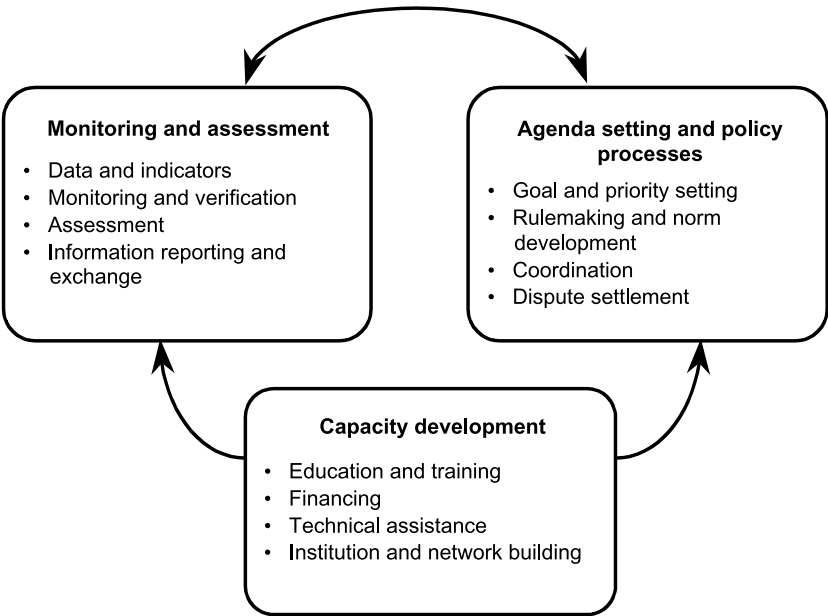 Monitoring and assessment
• Data and indicators
• Monitoring and verification
• Assessment
• Information reporting and
exchange
Agenda setting and policy
processes
• Goal and priority setting
• Rulemaking and norm
development
• Coordination
• Dispute settlement
Capacity development
• Education and training
• Financing
• Technical assistance
• Institution and network building